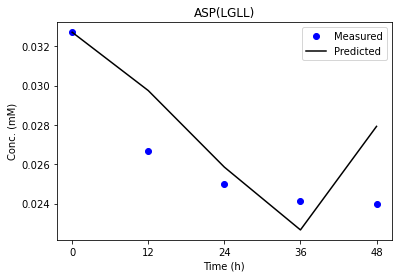 ASP(LGLL)
Measured
Predicted
Conc. (mM)
0.032
0.030
0.028
0.026
0.024
0 12 24 36 48
Time (h)